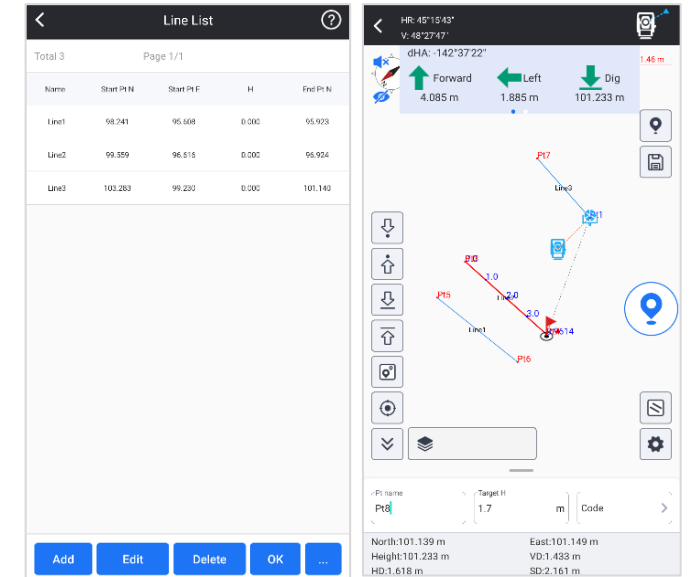 Line List
?
Total 3 Page 1/1
Name Start Pt N Start Pt E H End Pt N
Line1 98.241 95.608 0.000 95.923
Line2 99.559 96.616 0.000 96.924
Line3 103.283 99.230 0.000 101.140
Add Edit Delete OK ...
HR: 45°15'43"
V: 48°27'47"
dHA: -142°37'22"
1.46 m
Forward Left Dig
4.085 m 1.885 m 101.233 m
Pt7
Line3
1.0
Pt5
2.0
3.0
Line1
Pt6
Pt name Target H
Pt8 1.7 m Code
North:101.139 m East:101.149 m
Height:101.233 m VD:1.433 m
HD:1.618 m SD:2.161 m